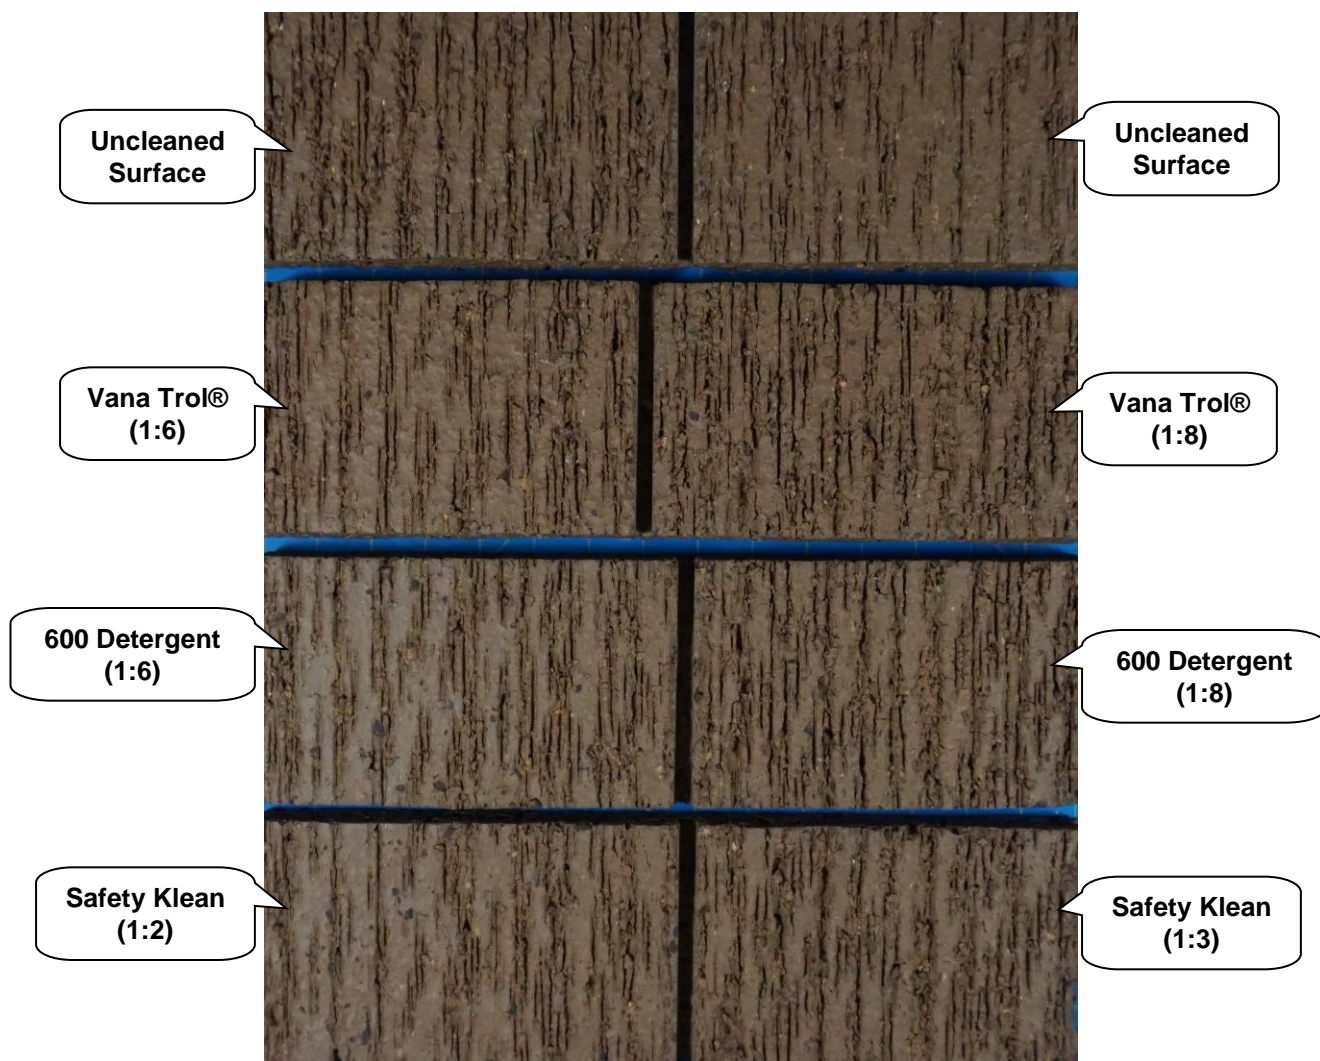 Uncleaned
Surface
Uncleaned
Surface
Vana Trol®
(1:6)
Vana Trol®
(1:8)
600 Detergent
(1:6)
600 Detergent
(1:8)
Safety Klean
(1:2)
Safety Klean
(1:3)